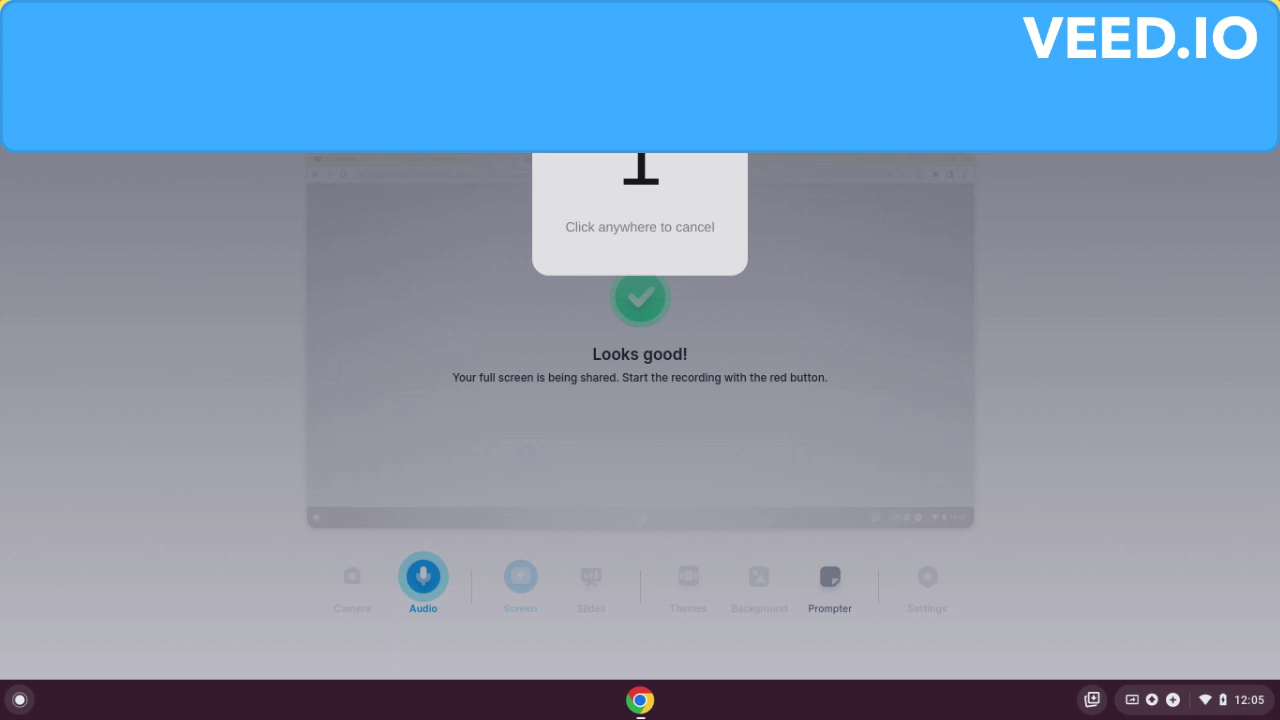 VEED.IO
1
Click anywhere to cancel
Looks good!
Your full screen is being shared. Start the recording with the red button.
Camera
Audio
Screen
Slides
Themes
Background
Prompter
Settings
12:05